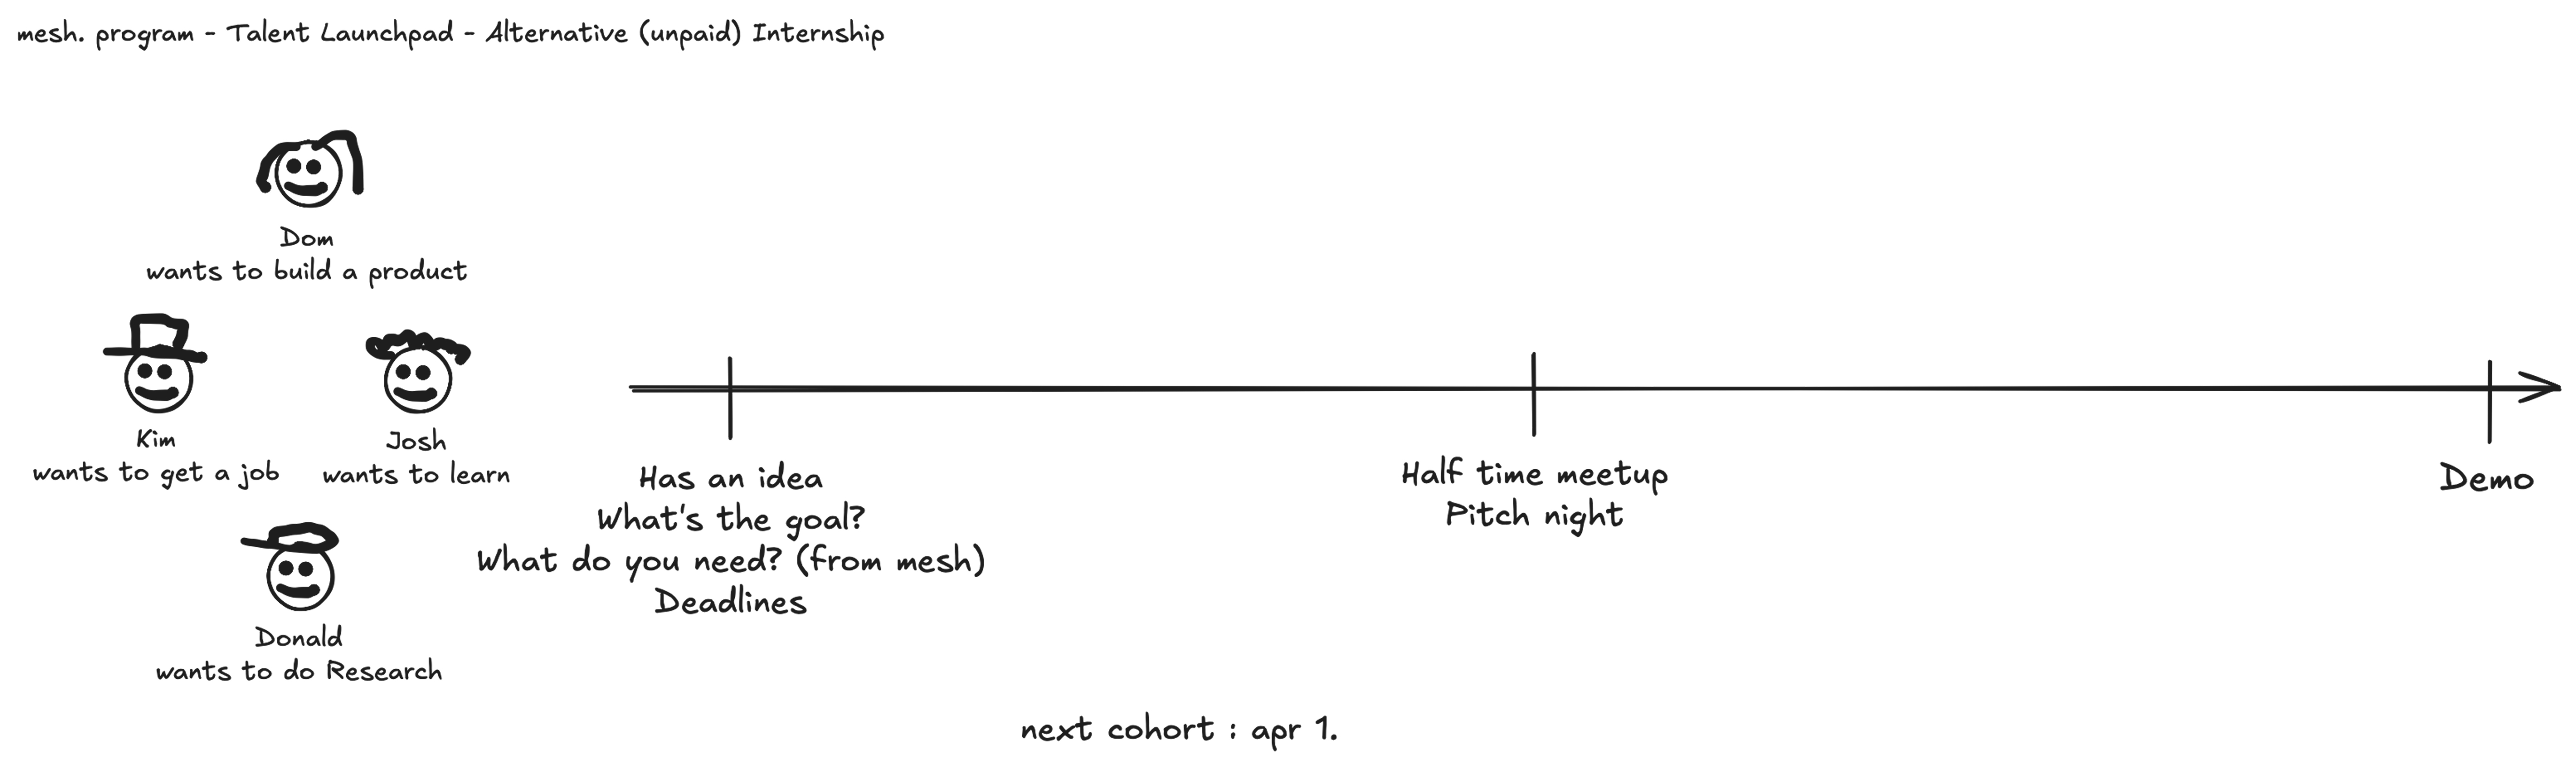 mesh. program - Talent Launchpad - Alternative (unpaid) Internship
Dom
wants to build a product
Kim
wants to get a job
Josh
wants to learn
Donald
wants to do Research
Has an idea
What's the goal?
What do you need? (from mesh)
Deadlines
Half time meetup
Pitch night
Demo
next cohort : apr 1.